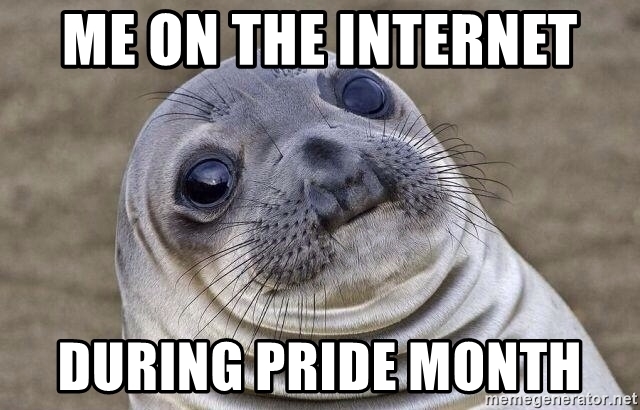 ME ON THE INTERNET
DURING PRIDE MONTH
memegenerator.net